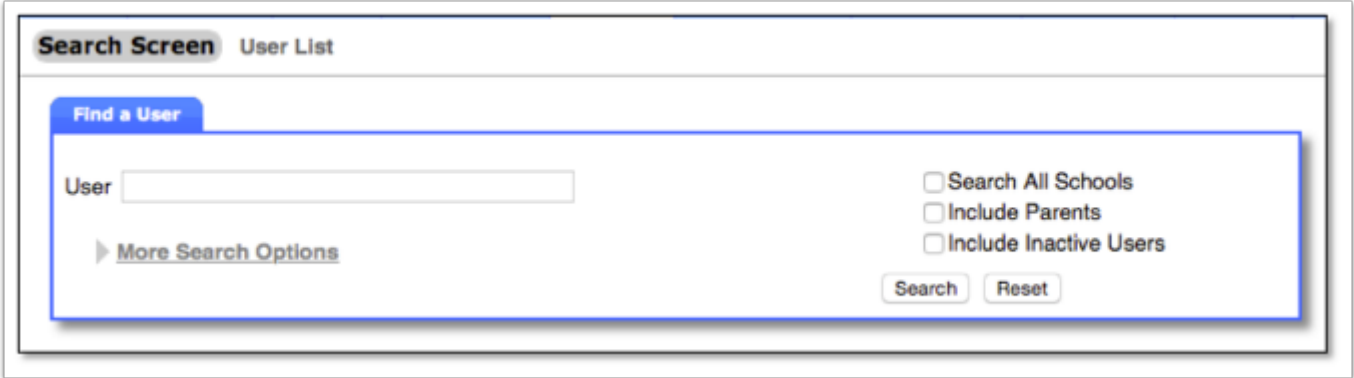 Search Screen User List
Find a User
User
Search All Schools
Include Parents
Include Inactive Users
More Search Options
Search Reset